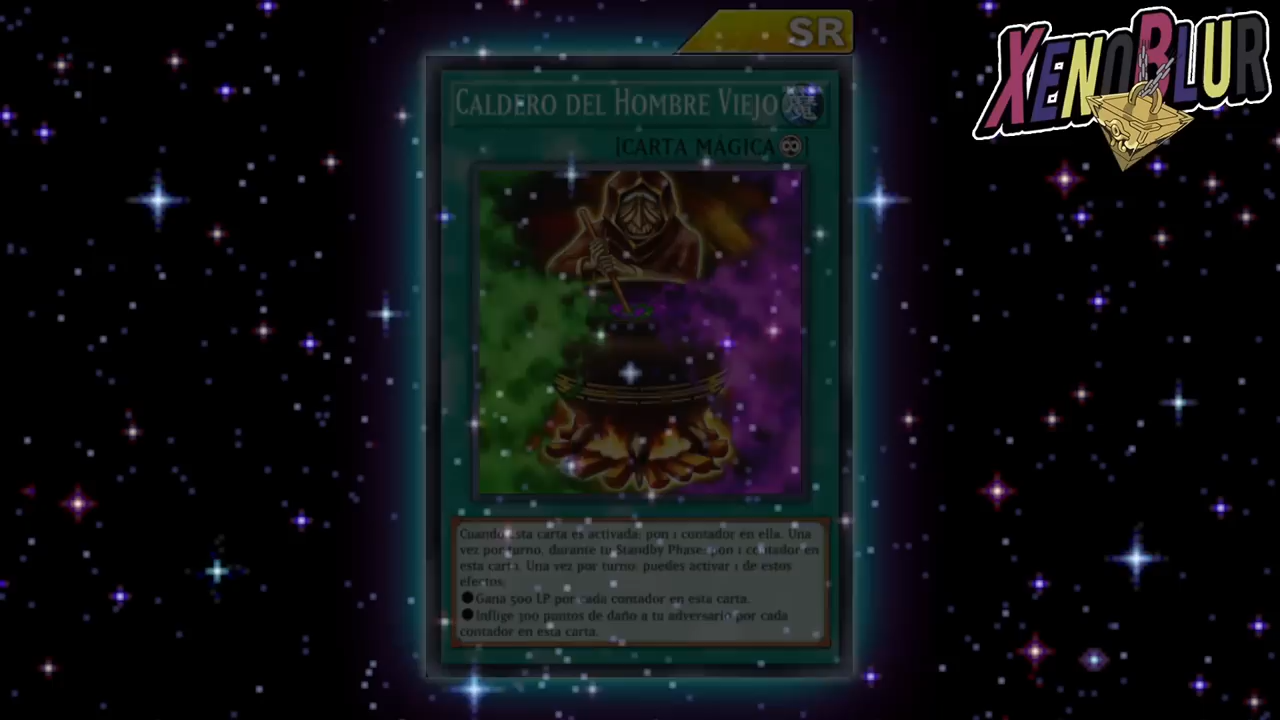 SR
XENOBLUR
CALDERO DEL HOMBRE VIEJO 魔
[CARTA MÁGICA ∞]
Cuando esta carta es activada: pon 1 contador en ella. Una
vez por turno, durante tu Standby Phase: pon 1 contador en
esta carta. Una vez por turno: puedes activar 1 de estos
efectos.
●Gana 500 LP por cada contador en esta carta.
●Inflige 300 puntos de daño a tu adversario por cada
contador en esta carta.